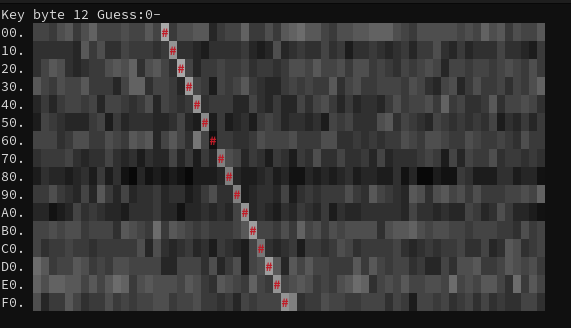 Key byte 12 Guess:0-
00. #
10. #
20. #
30. #
40. #
50. #
60. #
70. #
80. #
90. #
A0. #
B0. #
C0. #
D0. #
E0. #
F0. #